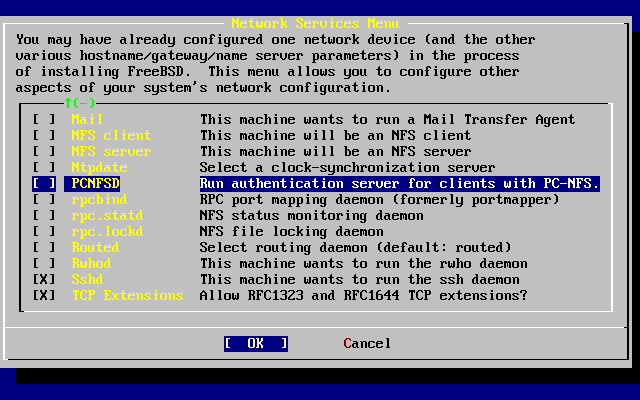 Network Services Menu
You may have already configured one network device (and the other
various hostname/gateway/name server parameters) in the process
of installing FreeBSD.  This menu allows you to configure other
aspects of your system's network configuration.
↑(-)
[ ] Mail This machine wants to run a Mail Transfer Agent
[ ] NFS client This machine will be an NFS client
[ ] NFS server This machine will be an NFS server
[ ] Ntpdate Select a clock-synchronization server
[ ] PCNFSD Run authentication server for clients with PC-NFS.
[ ] rpcbind RPC port mapping daemon (formerly portmapper)
[ ] rpc.statd NFS status monitoring daemon
[ ] rpc.lockd NFS file locking daemon
[ ] Routed Select routing daemon (default: routed)
[ ] Rwhod This machine wants to run the rwho daemon
[X] Sshd This machine wants to run the ssh daemon
[X] TCP Extensions Allow RFC1323 and RFC1644 TCP extensions?
[ OK ] Cancel